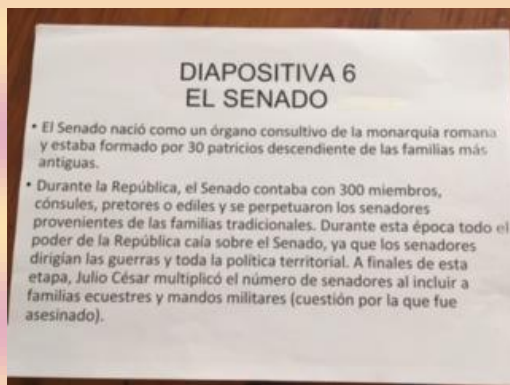 DIAPOSITIVA 6
EL SENADO
• El Senado nació como un órgano consultivo de la monarquía romana
y estaba formado por 30 patricios descendiente de las familias más
antiguas.
• Durante la República, el Senado contaba con 300 miembros,
cónsules, pretores o ediles y se perpetuaron los senadores
provenientes de las familias tradicionales. Durante esta época todo el
poder de la República caía sobre el Senado, ya que los senadores
dirigían las guerras y toda la política territorial. A finales de esta
etapa, Julio César multiplicó el número de senadores al incluir a
familias ecuestres y mandos militares (cuestión por la que fue
asesinado).